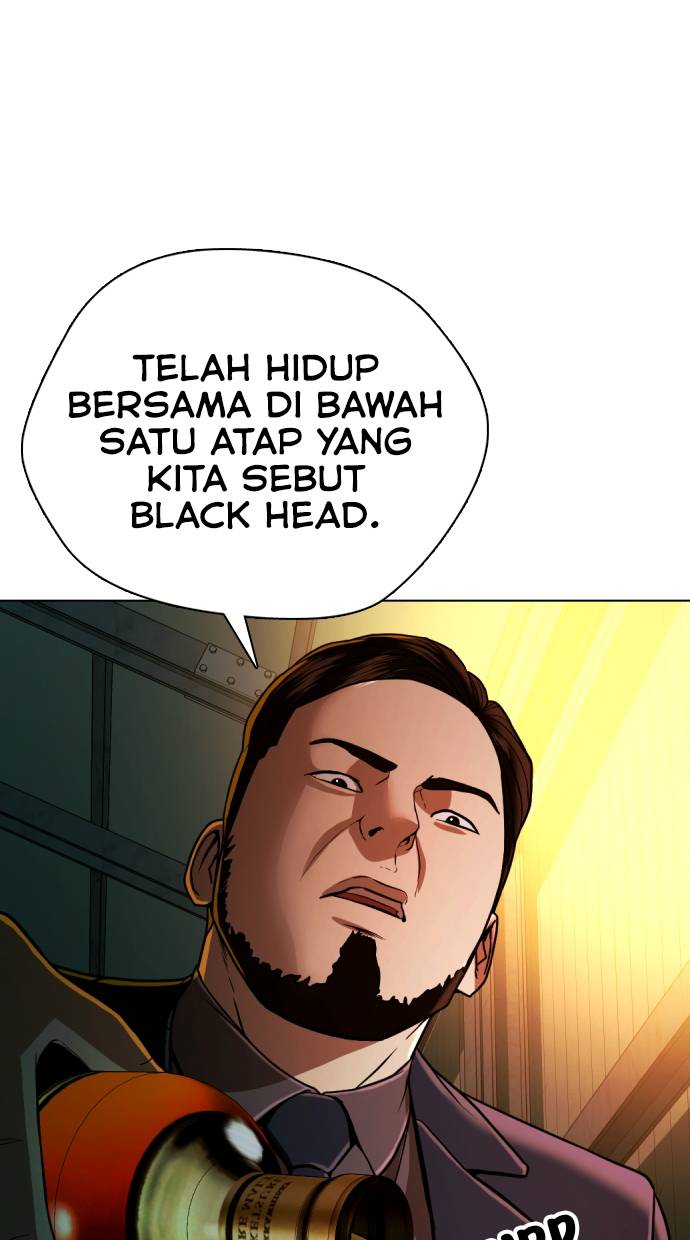 TELAH HIDUP
BERSAMA DI BAWAH
SATU ATAP YANG
KITA SEBUT
BLACK HEAD.